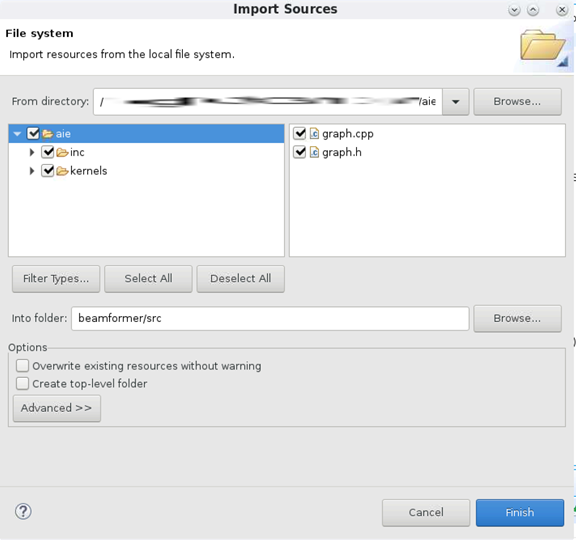 Import Sources
File system
Import resources from the local file system.
From directory: / /aie Browse...
aie
inc
kernels
graph.cpp
graph.h
Filter Types... Select All Deselect All
Into folder: beamformer/src Browse...
Options
Overwrite existing resources without warning
Create top-level folder
Advanced >>
? Cancel Finish